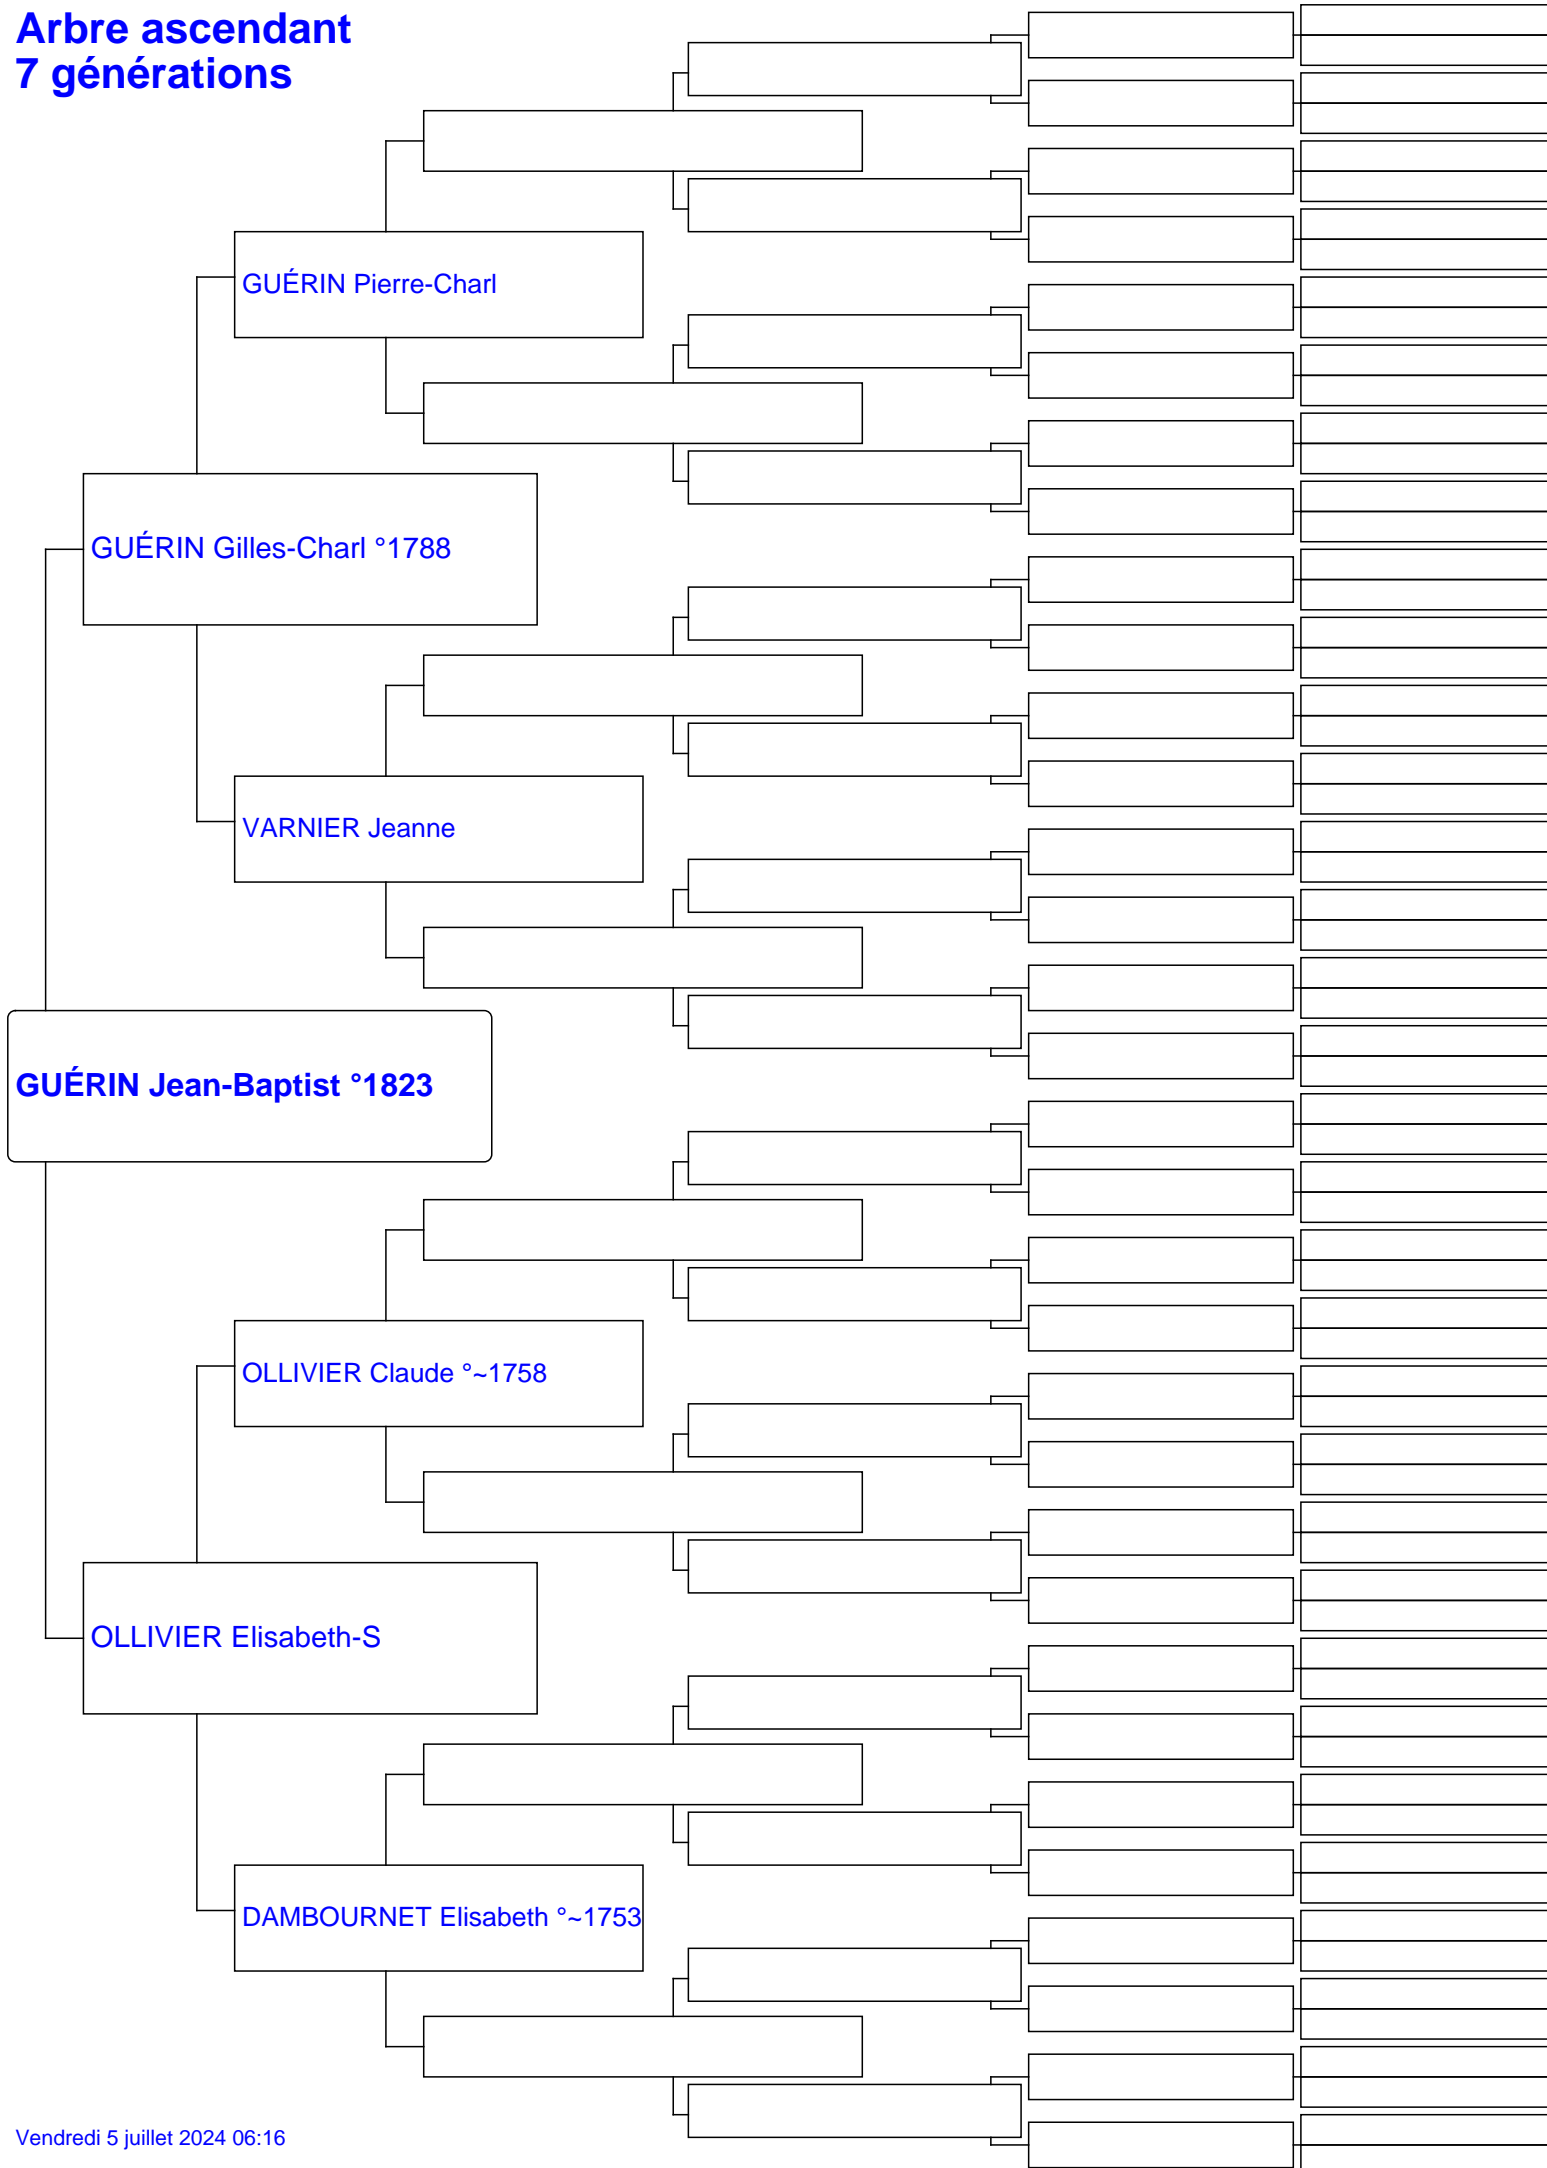 Arbre ascendant
7 générations
GUÉRIN Pierre-Charl
GUÉRIN Gilles-Charl °1788
VARNIER Jeanne
GUÉRIN Jean-Baptist °1823
OLLIVIER Claude °~1758
OLLIVIER Elisabeth-S
DAMBOURNET Elisabeth °~1753
Vendredi 5 juillet 2024 06:16